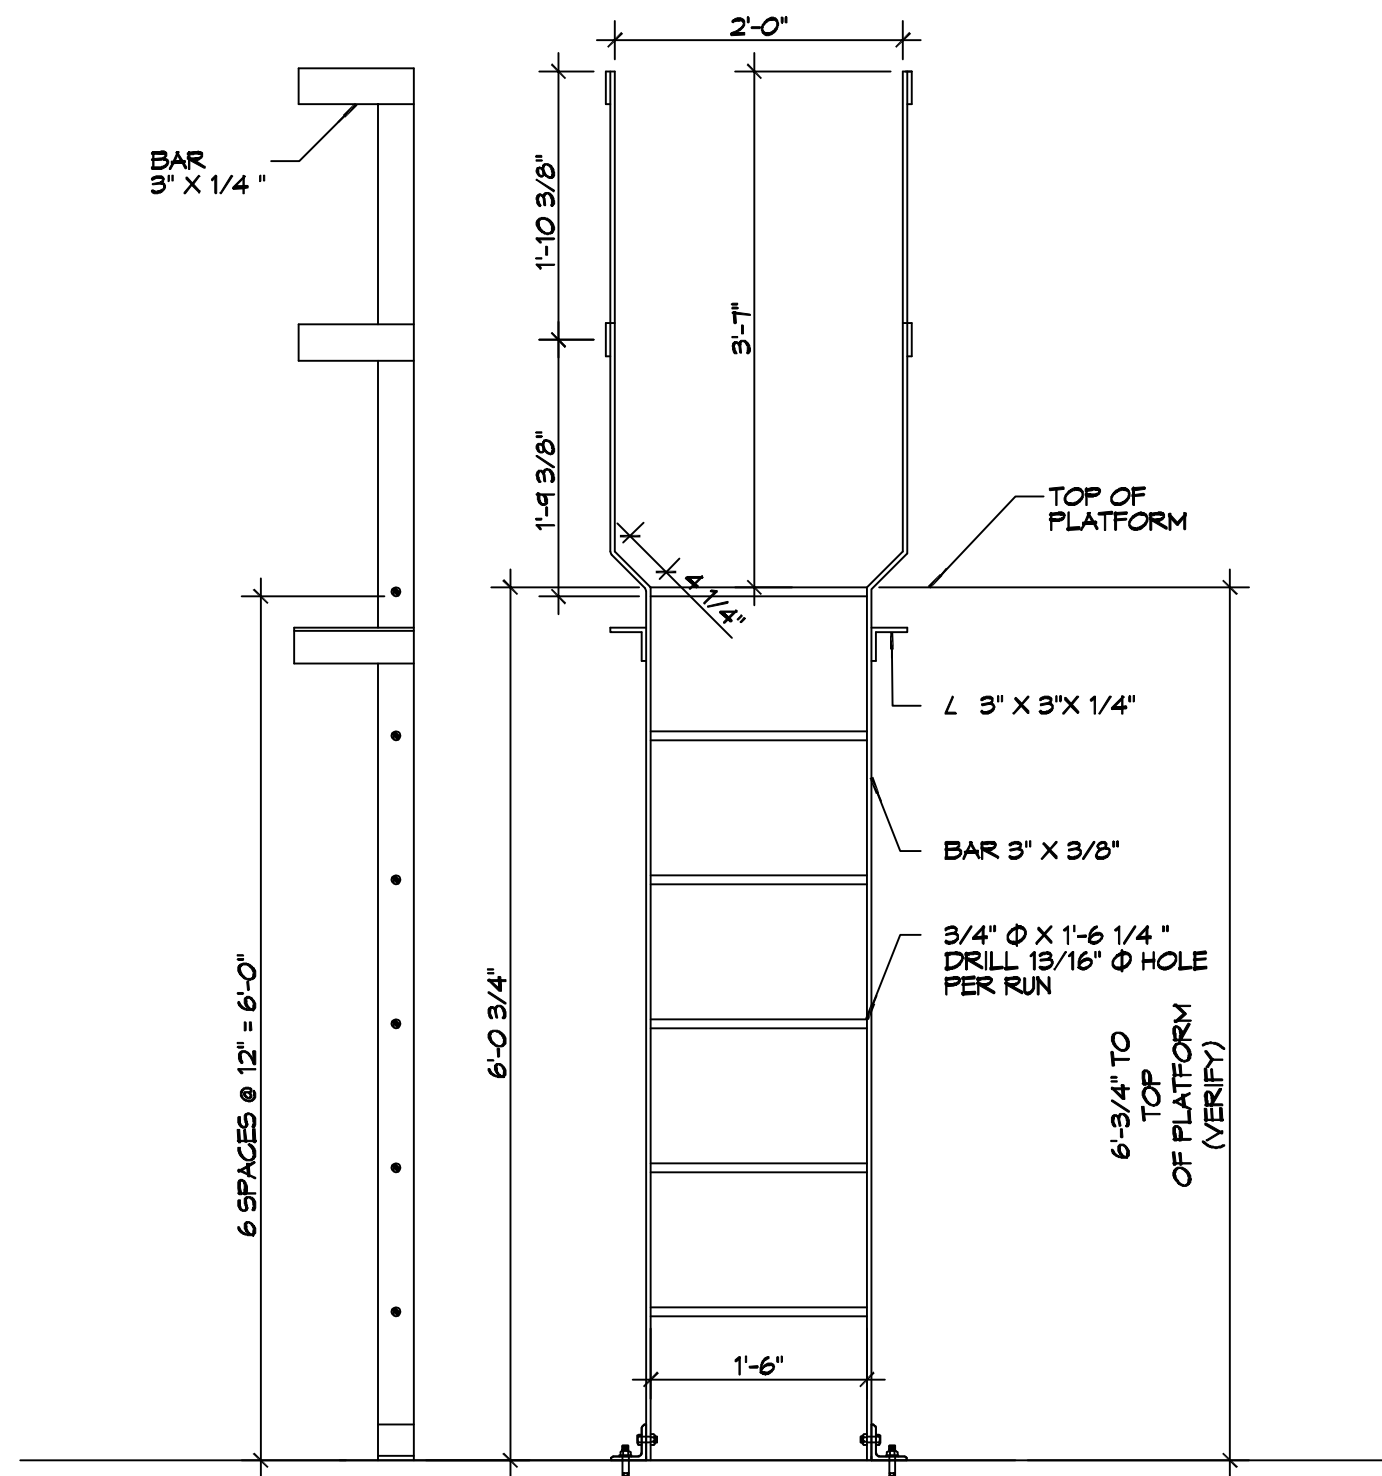 2'-0"
BAR
3" X 1/4 "
1'-10 3/8"
3'-7"
1'-9 3/8"
TOP OF
PLATFORM
4 1/4"
L 3" X 3"X 1/4"
BAR 3" X 3/8"
3/4" Φ X 1'-6 1/4 "
DRILL 13/16" Φ HOLE
PER RUN
6 SPACES @ 12" = 6'-0"
6'-0 3/4"
6'-3/4" TO
TOP
OF PLATFORM
(VERIFY)
1'-6"